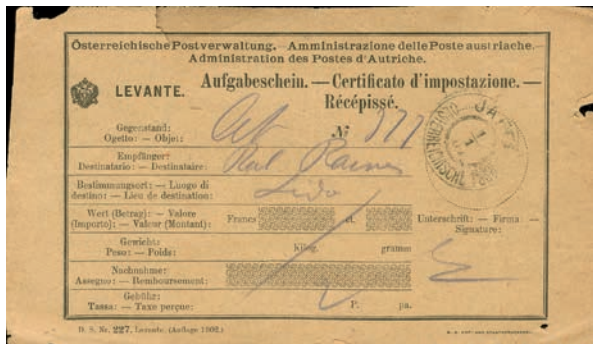 Österreichische Postverwaltung. — Amministrazione delle Poste austriache.
Administration des Postes d'Autriche.
LEVANTE.
Aufgabeschein. — Certificato d'impostazione. —
Récépissé.
Gegenstand:
Ogetto: — Objet:
№ 377
Empfänger:
Destinatario: — Destinataire:
Bestimmungsort: — Luogo di
destino: — Lieu de destination:
Wert (Betrag): — Valore
(Importo): — Valeur (Montant):
Francs
ct.
Unterschrift: — Firma: —
Signature:
Gewicht:
Peso: — Poids:
Kilog.
gramm
Nachnahme:
Assegno: — Remboursement:
Gebühr:
Tassa: — Taxe perçue:
P.
pa.
D. S. Nr. 227. Levante. (Auflage 1902.)